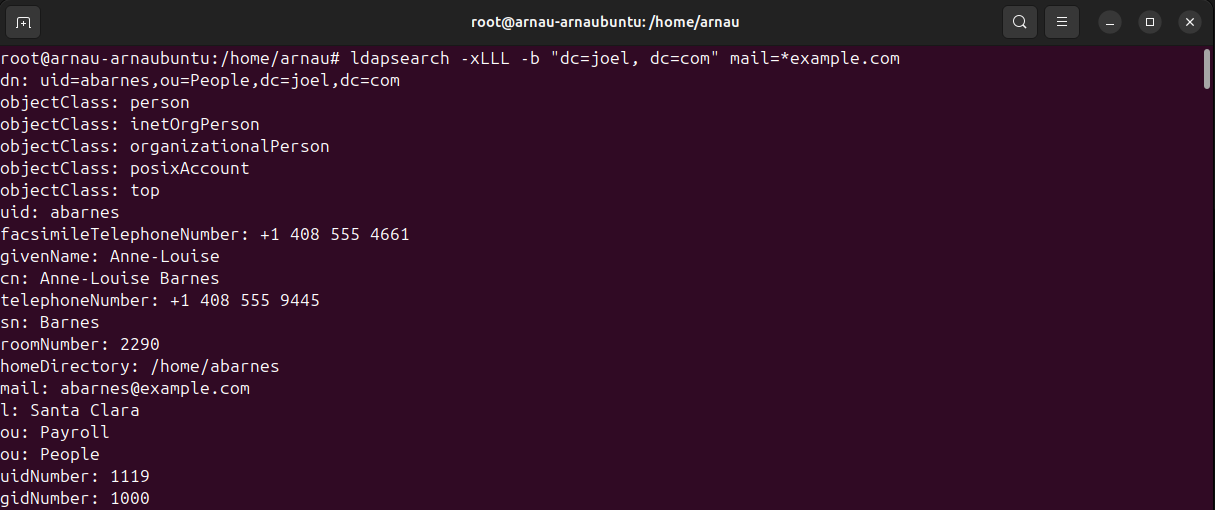 root@arnau-arnaubuntu: /home/arnau
root@arnau-arnaubuntu:/home/arnau# ldapsearch -xLLL -b "dc=joel, dc=com" mail=*example.com
dn: uid=abarnes,ou=People,dc=joel,dc=com
objectClass: person
objectClass: inetOrgPerson
objectClass: organizationalPerson
objectClass: posixAccount
objectClass: top
uid: abarnes
facsimileTelephoneNumber: +1 408 555 4661
givenName: Anne-Louise
cn: Anne-Louise Barnes
telephoneNumber: +1 408 555 9445
sn: Barnes
roomNumber: 2290
homeDirectory: /home/abarnes
mail: abarnes@example.com
l: Santa Clara
ou: Payroll
ou: People
uidNumber: 1119
gidNumber: 1000